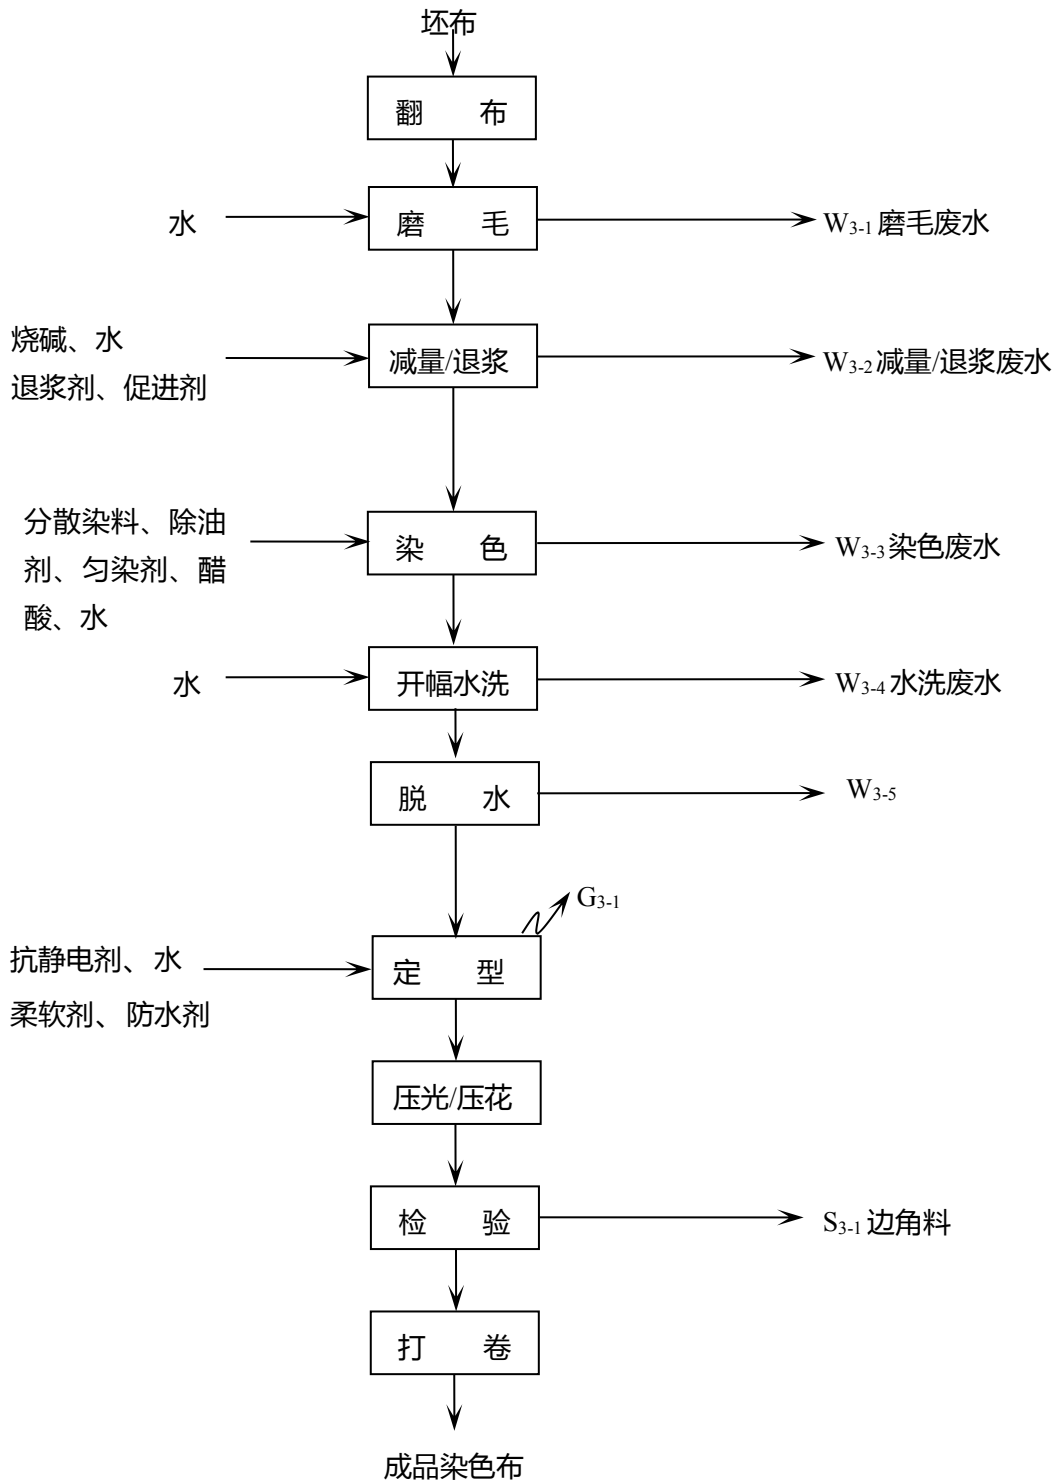 坯布
翻 布
水
磨 毛
W3-1 磨毛废水
烧碱、水
退浆剂、促进剂
减量/退浆
W3-2 减量/退浆废水
分散染料、除油
剂、匀染剂、醋
酸、水
染 色
W3-3 染色废水
水
开幅水洗
W3-4 水洗废水
脱 水
W3-5
G3-1
抗静电剂、水
柔软剂、防水剂
定 型
压光/压花
检 验
S3-1 边角料
打 卷
成品染色布